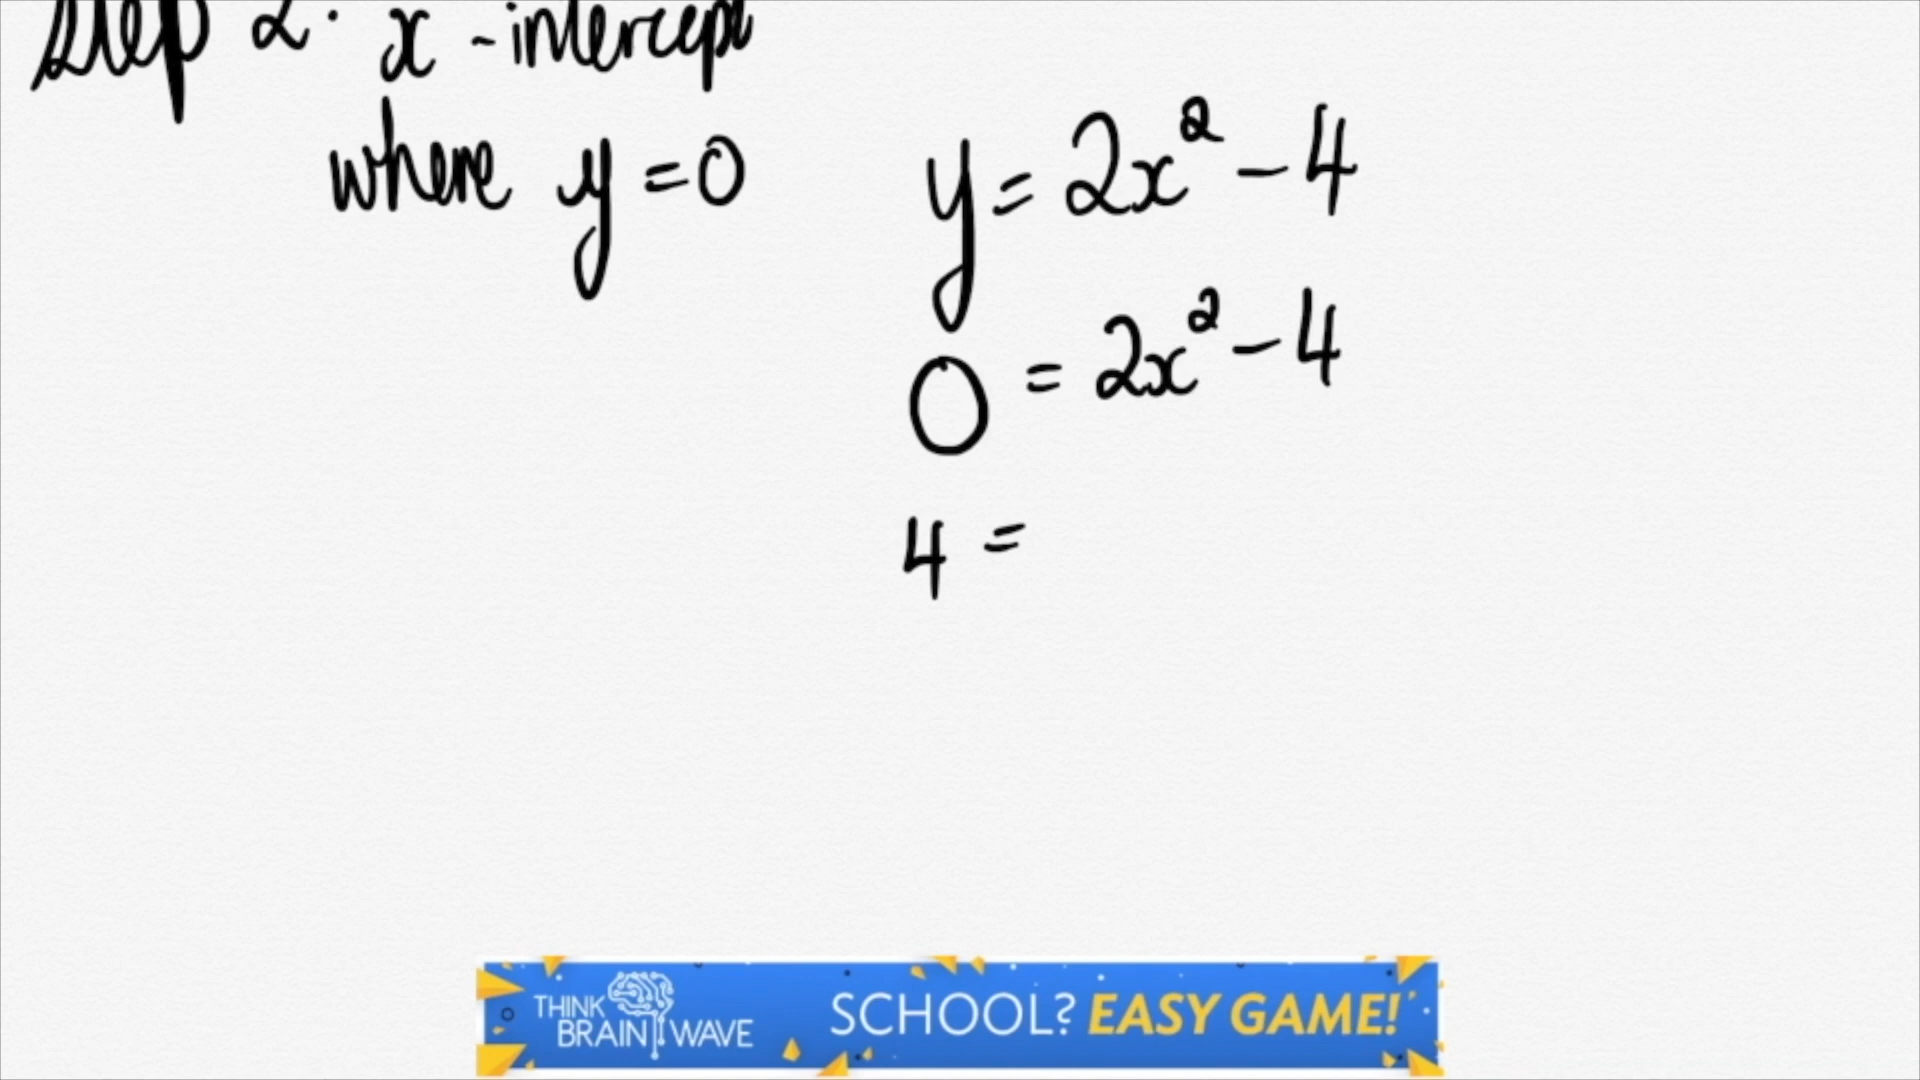 Step 2. x-intercept
where y = 0
y = 2x² - 4
0 = 2x² - 4
4 =
THINK BRAIN WAVE
SCHOOL? EASY GAME!